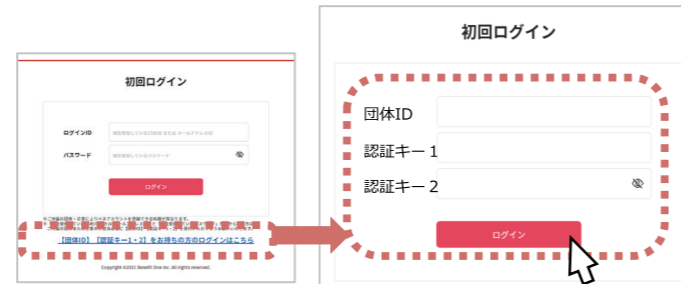 初回ログイン
ログインID
パスワード
ログイン
【団体ID】【認証キー1・2】をお持ちの方のログインはこちら
Copyright ©2021 Benefit One Inc. All rights reserved.
初回ログイン
団体ID
認証キー1
認証キー2
ログイン